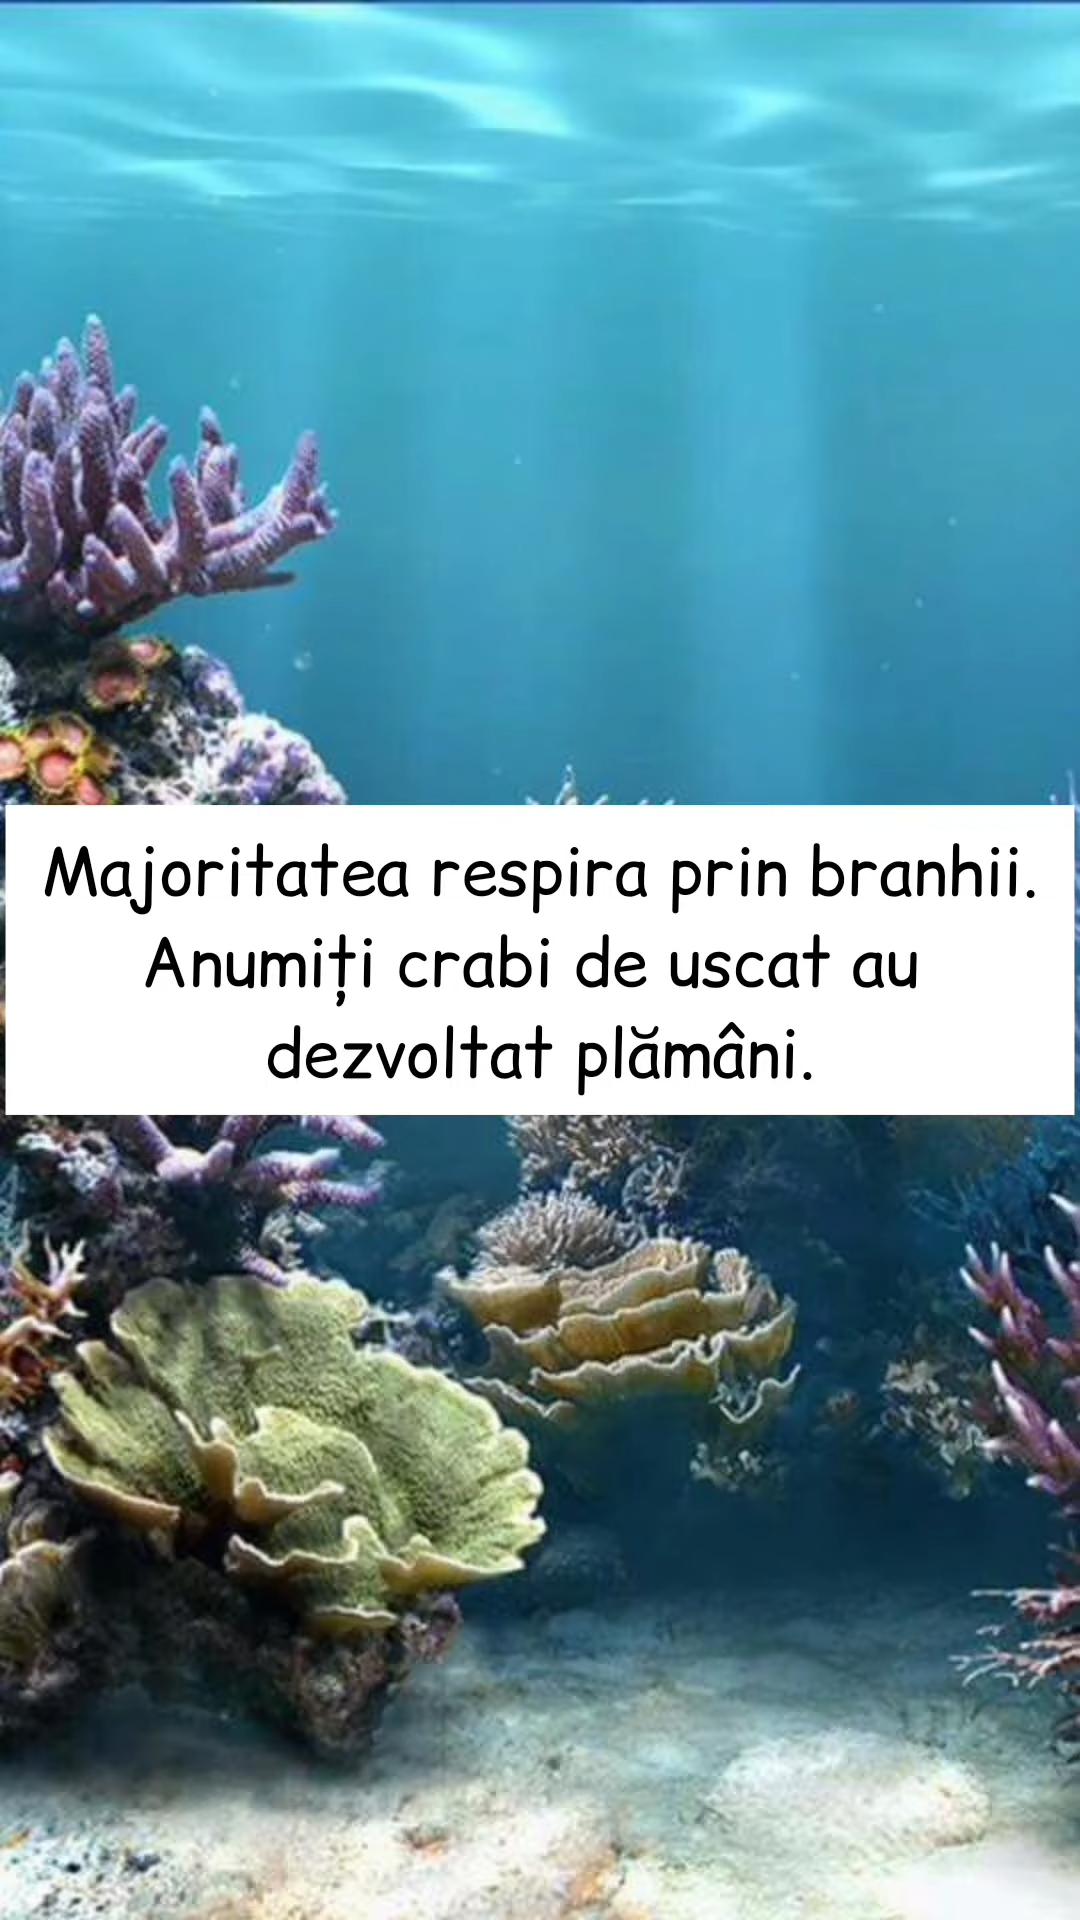 Majoritatea respira prin branhii.
Anumiți crabi de uscat au
dezvoltat plămâni.